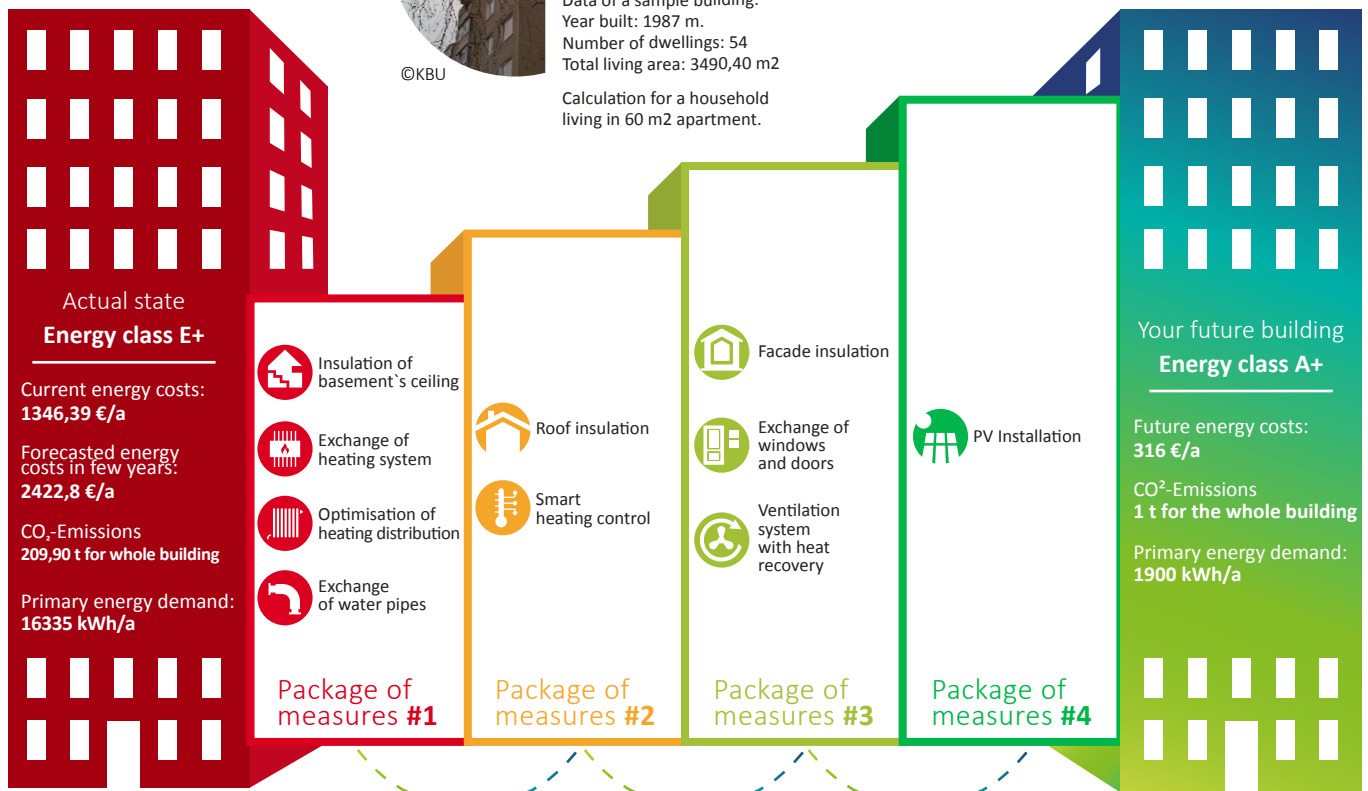 Data of a sample building:
Year built: 1987 m.
Number of dwellings: 54
Total living area: 3490,40 m2
Calculation for a household
living in 60 m2 apartment.
©KBU
Actual state
Energy class E+
Current energy costs:
1346,39 €/a
Forecasted energy
costs in few years:
2422,8 €/a
CO₂-Emissions
209,90 t for whole building
Primary energy demand:
16335 kWh/a
Insulation of
basement`s ceiling
Exchange of
heating system
Optimisation of
heating distribution
Exchange
of water pipes
Package of
measures #1
Roof insulation
Smart
heating control
Package of
measures #2
Facade insulation
Exchange of
windows
and doors
Ventilation
system
with heat
recovery
Package of
measures #3
PV Installation
Package of
measures #4
Your future building
Energy class A+
Future energy costs:
316 €/a
CO²-Emissions
1 t for the whole building
Primary energy demand:
1900 kWh/a